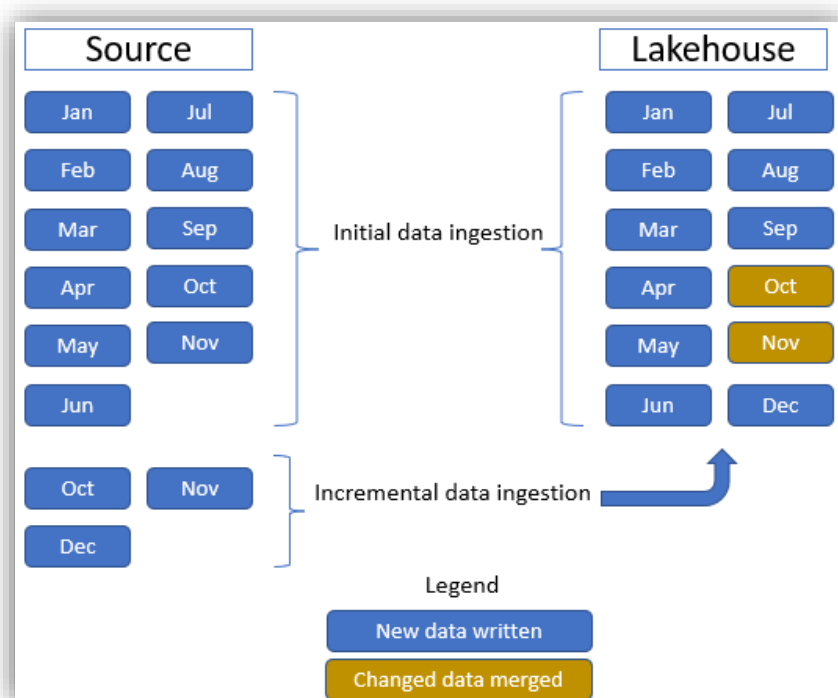 Source
Lakehouse
Jan Jul
Feb Aug
Mar Sep
Apr Oct
May Nov
Jun
Initial data ingestion
Jan Jul
Feb Aug
Mar Sep
Apr Oct
May Nov
Jun Dec
Oct Nov
Dec
Incremental data ingestion
Legend
New data written
Changed data merged